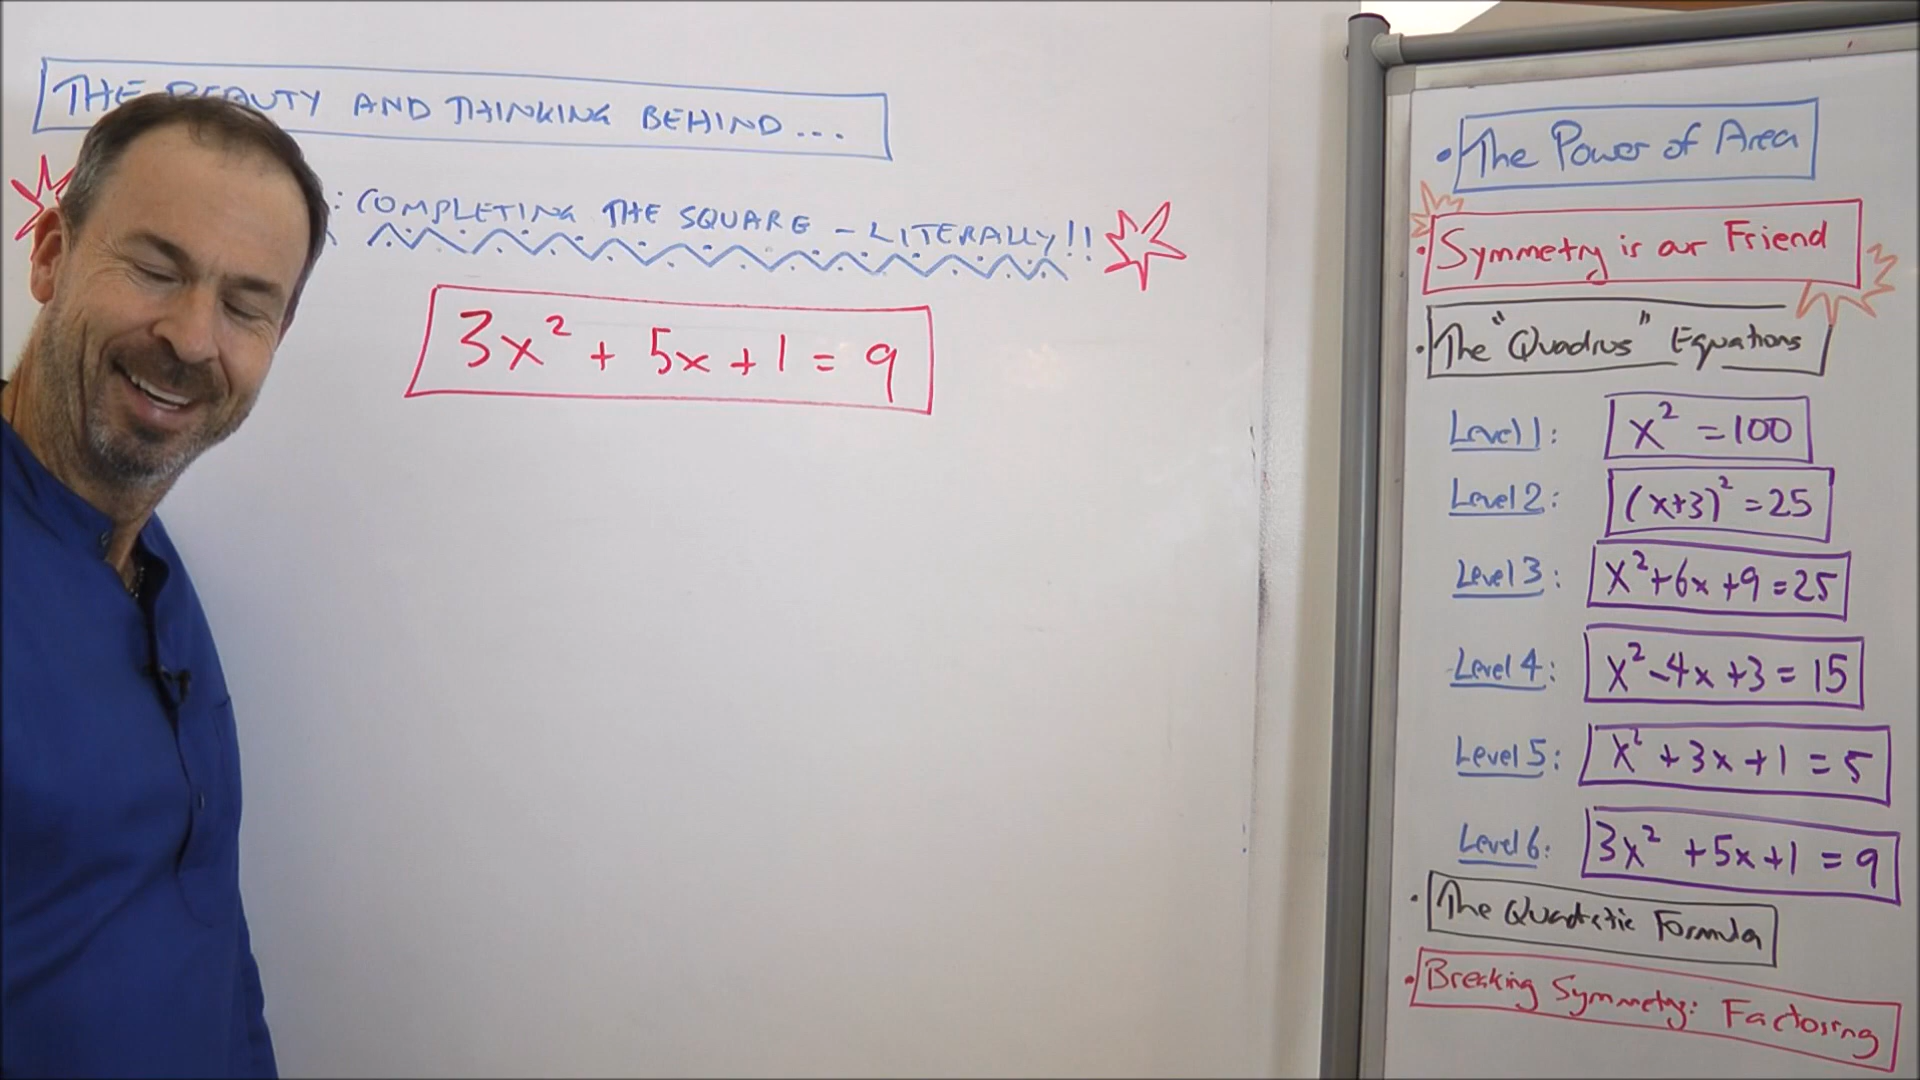 THE BEAUTY AND THINKING BEHIND...
: COMPLETING THE SQUARE - LITERALLY!!
3x² + 5x + 1 = 9
• The Power of Area
• Symmetry is our Friend
• The "Quadrus" Equations
Level 1: x² = 100
Level 2: (x+3)² = 25
Level 3: x² + 6x + 9 = 25
Level 4: x² - 4x + 3 = 15
Level 5: x² + 3x + 1 = 5
Level 6: 3x² + 5x + 1 = 9
• The Quadratic Formula
• Breaking Symmetry: Factoring